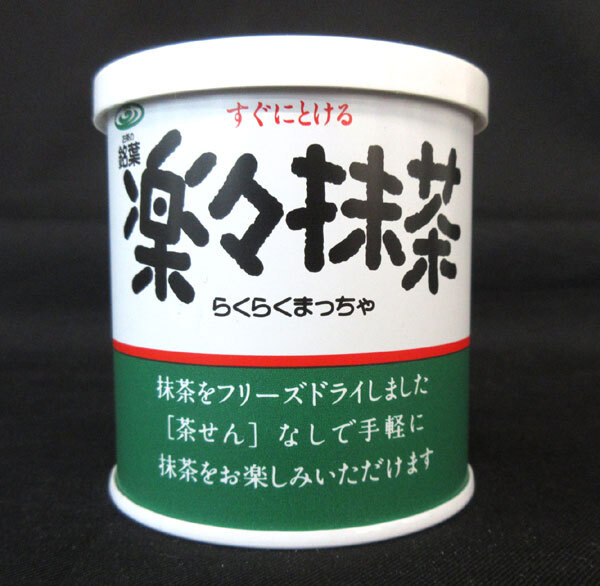 すぐにとける
銘葉
楽々抹茶
らくらくまっちゃ
抹茶をフリーズドライしました
［茶せん］なしで手軽に
抹茶をお楽しみいただけます